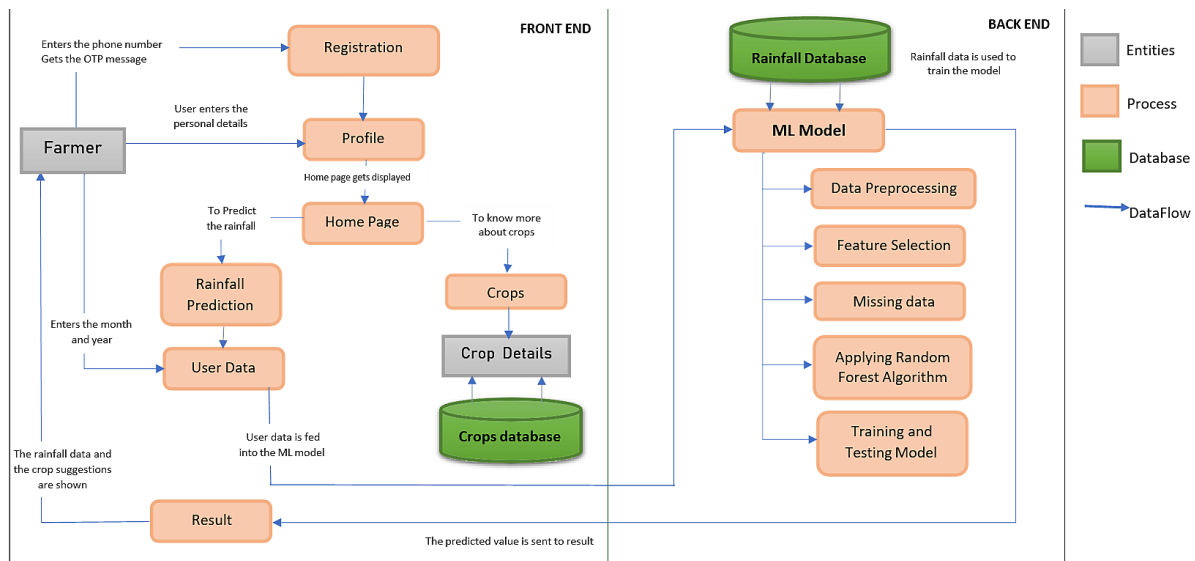 FRONT END
BACK END
Enters the phone number
Gets the OTP message
Registration
User enters the
personal details
Farmer
Profile
Home page gets displayed
To Predict
the rainfall
Home Page
To know more
about crops
Rainfall
Prediction
Crops
Enters the month
and year
User Data
Crop Details
Crops database
User data is fed
into the ML model
The rainfall data and
the crop suggestions
are shown
Result
The predicted value is sent to result
Rainfall Database
Rainfall data is used to
train the model
ML Model
Data Preprocessing
Feature Selection
Missing data
Applying Random
Forest Algorithm
Training and
Testing Model
Entities
Process
Database
DataFlow